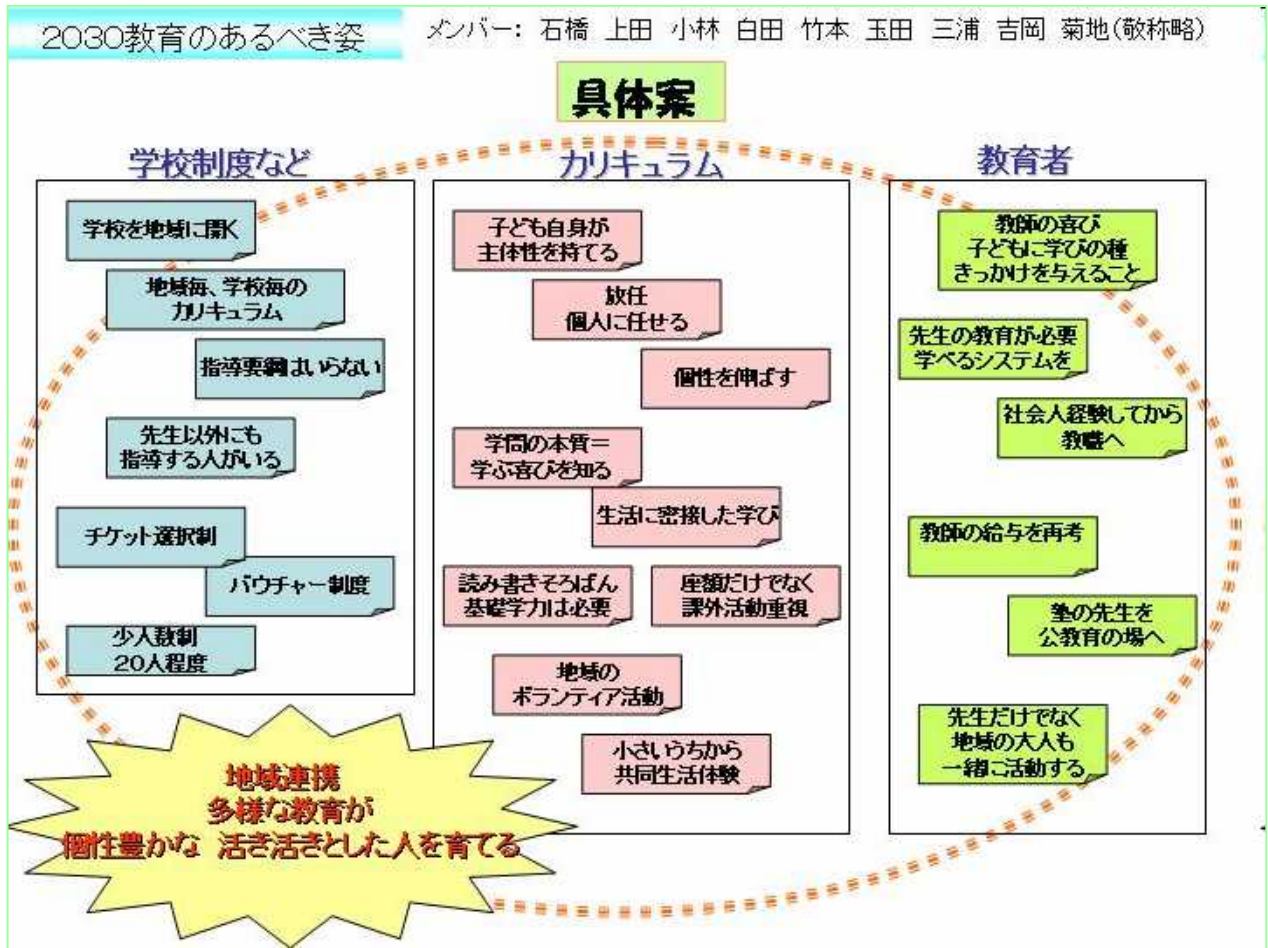 2030教育のあるべき姿
メンバー: 石橋 上田 小林 白田 竹本 玉田 三浦 吉岡 菊地(敬称略)
具体案
学校制度など
学校を地域に開く
地域毎、学校毎の
カリキュラム
指導要綱はいらない
先生以外にも
指導する人がいる
チケット選択制
バウチャー制度
少人数制
20人程度
カリキュラム
子ども自身が
主体性を持てる
放任
個人に任せる
個性を伸ばす
学問の本質=
学ぶ喜びを知る
生活に密接した学び
読み書きそろばん
基礎学力は必要
座額だけでなく
課外活動重視
地域の
ボランティア活動
小さいうちから
共同生活体験
教育者
教師の喜び
子どもに学びの種
きっかけを与えること
先生の教育が必要
学べるシステムを
社会人経験してから
教職へ
教師の給与を再考
塾の先生を
公教育の場へ
先生だけでなく
地域の大人も
一緒に活動する
地域連携
多様な教育が
個性豊かな 活き活きとした人を育てる